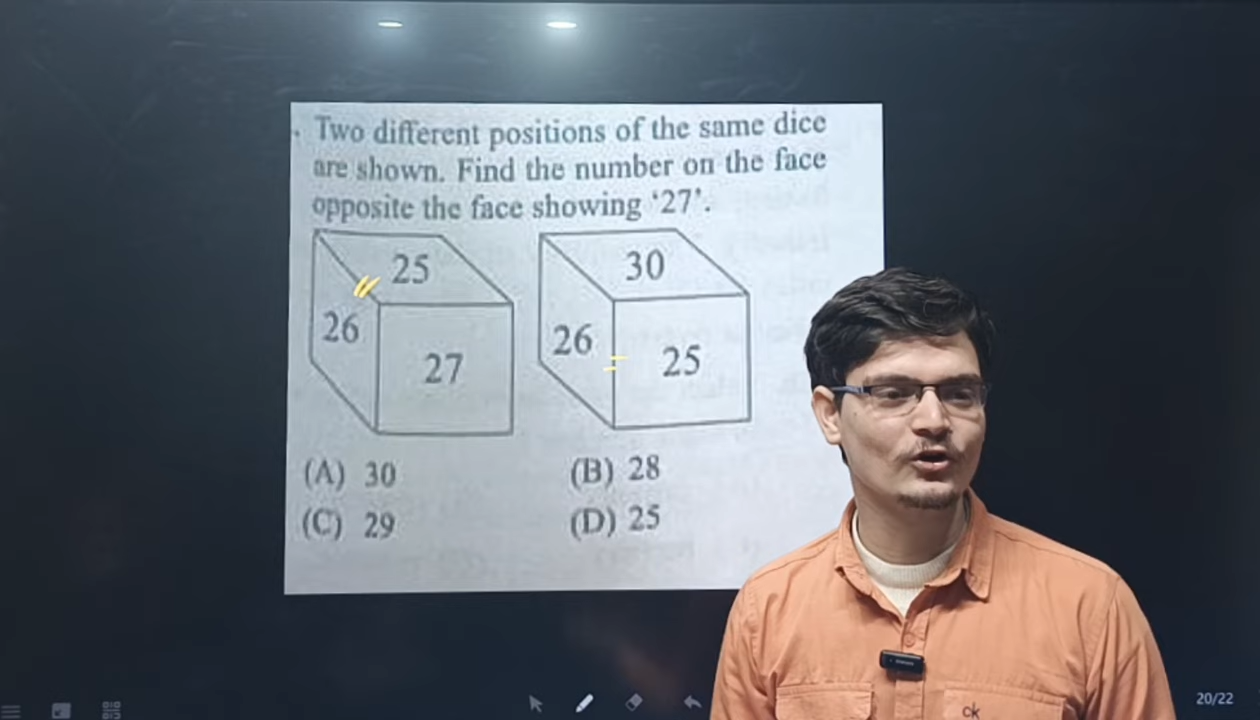 . Two different positions of the same dice
are shown. Find the number on the face
opposite the face showing ‘27’.
25
26
27
30
26
25
(A) 30
(B) 28
(C) 29
(D) 25
ck
20/22